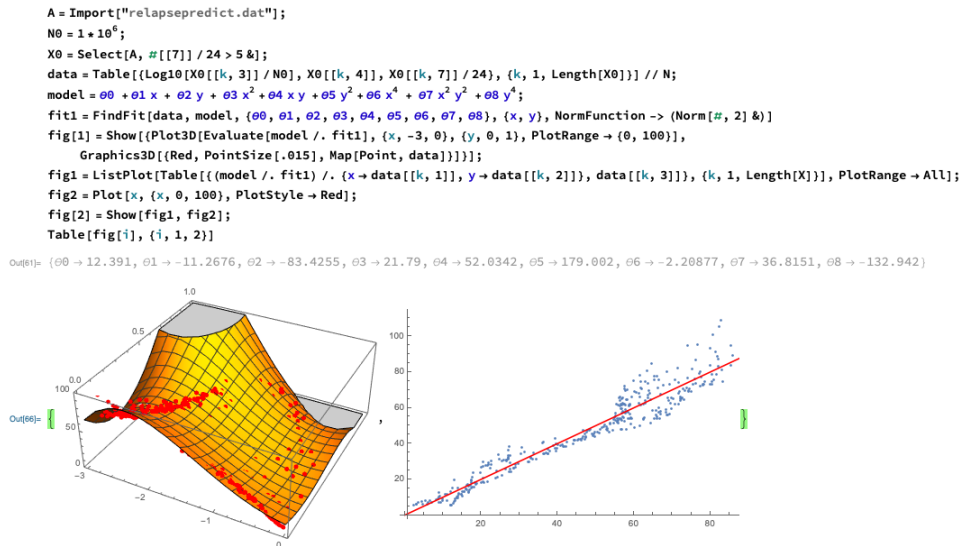 A = Import["relapsepredict.dat"];
N0 = 1 * 10^6;
X0 = Select[A, #[[7]] / 24 > 5 &];
data = Table[{Log10[X0[[k, 3]] / N0], X0[[k, 4]], X0[[k, 7]] / 24}, {k, 1, Length[X0]}] // N;
model = θ0 + θ1 x + θ2 y + θ3 x^2 + θ4 x y + θ5 y^2 + θ6 x^4 + θ7 x^2 y^2 + θ8 y^4;
fit1 = FindFit[data, model, {θ0, θ1, θ2, θ3, θ4, θ5, θ6, θ7, θ8}, {x, y}, NormFunction -> (Norm[#, 2] &)]
fig[1] = Show[{Plot3D[Evaluate[model /. fit1], {x, -3, 0}, {y, 0, 1}, PlotRange → {0, 100}],
Graphics3D[{Red, PointSize[.015], Map[Point, data]}]}];
fig1 = ListPlot[Table[{(model /. fit1) /. {x → data[[k, 1]], y → data[[k, 2]]}, data[[k, 3]]}, {k, 1, Length[X]}], PlotRange → All];
fig2 = Plot[x, {x, 0, 100}, PlotStyle → Red];
fig[2] = Show[fig1, fig2];
Table[fig[i], {i, 1, 2}]
Out[61]= {θ0 → 12.391, θ1 → -11.2676, θ2 → -83.4255, θ3 → 21.79, θ4 → 52.0342, θ5 → 179.002, θ6 → -2.20877, θ7 → 36.8151, θ8 → -132.942}
Out[66]= {
1.0
0.5
0.0
100
50
0
-3
-2
-1
0
,
100
80
60
40
20
20
40
60
80
}